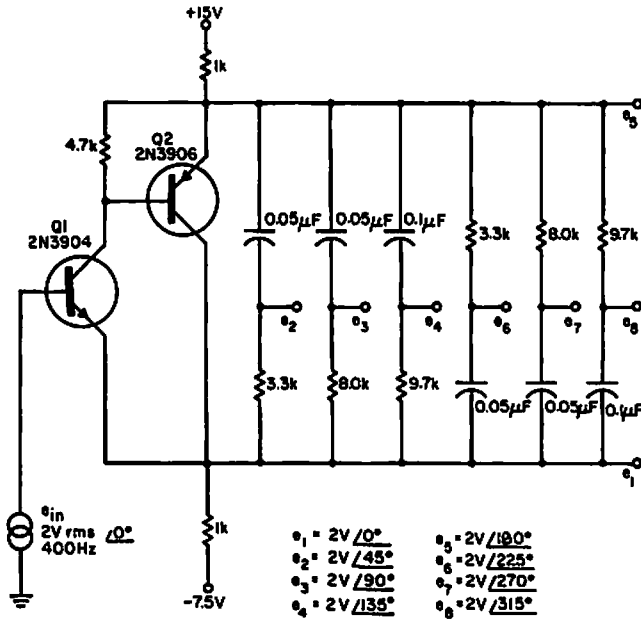 +15V
1k
e5
4.7k
Q2
2N3906
0.05µF
0.05µF
0.1µF
3.3k
8.0k
9.7k
Q1
2N3904
e2
e3
e4
e6
e7
e8
3.3k
8.0k
9.7k
0.05µF
0.05µF
0.1µF
e1
ein
2V rms /0°
400Hz
1k
-7.5V
e1 = 2V /0°
e2 = 2V /45°
e3 = 2V /90°
e4 = 2V /135°
e5 = 2V /180°
e6 = 2V /225°
e7 = 2V /270°
e8 = 2V /315°